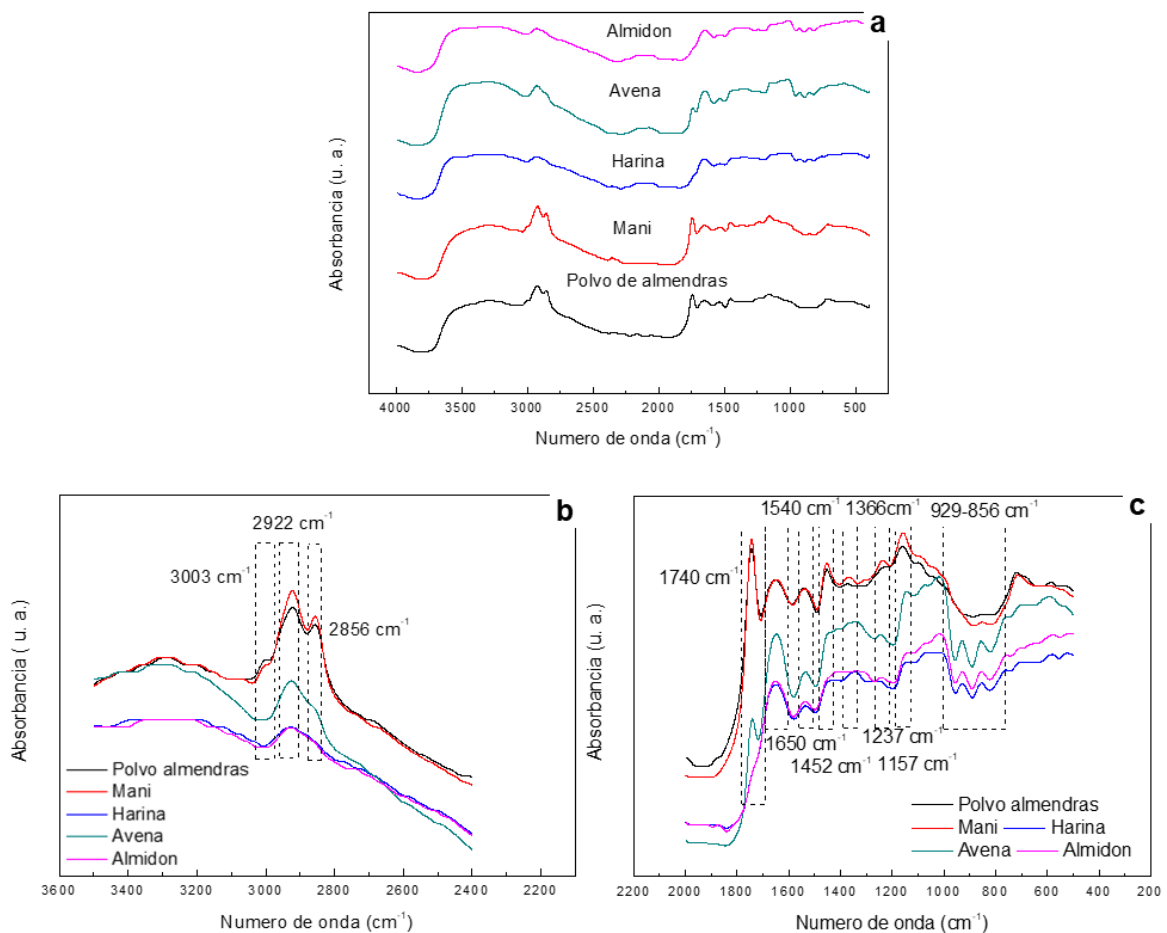 a
Almidon
Avena
Harina
Mani
Polvo de almendras
Absorbancia (u. a.)
4000 3500 3000 2500 2000 1500 1000 500
Numero de onda (cm-1)
b
2922 cm-1
3003 cm-1
2856 cm-1
Absorbancia ( u. a.)
Polvo almendras
Mani
Harina
Avena
Almidon
3600 3400 3200 3000 2800 2600 2400 2200
Numero de onda (cm-1)
c
1540 cm-1 1366cm-1 929-856 cm-1
1740 cm-1
1650 cm-1 1237 cm-1
1452 cm-1 1157 cm-1
Absorbancia (u. a.)
Polvo almendras
Mani Harina
Avena Almidon
2200 2000 1800 1600 1400 1200 1000 800 600 400 200
Numero de onda (cm-1)